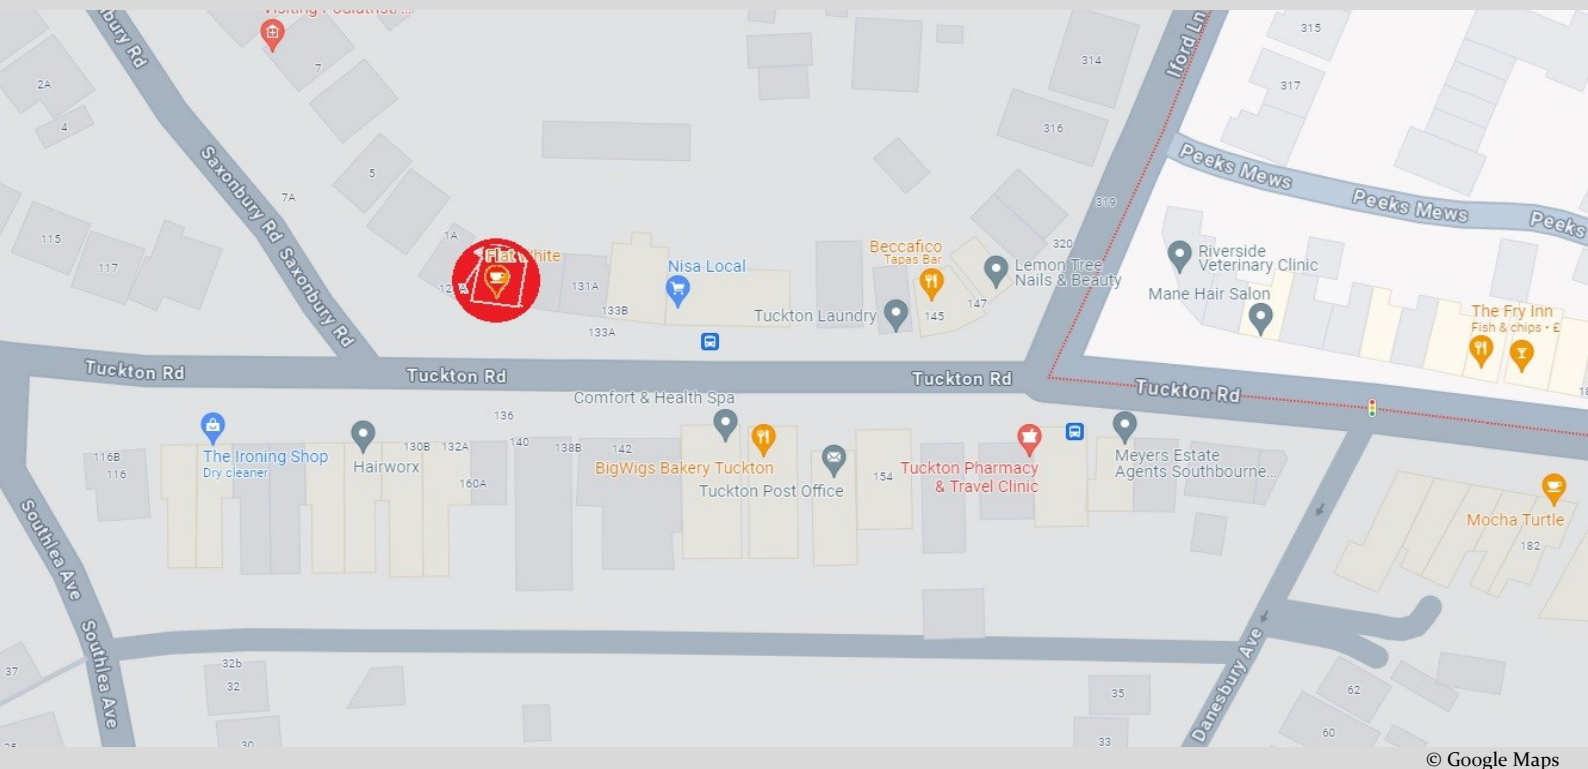 Visiting Podiatrist/ ...
315
Iford Ln
314
7
2A
317
4
316
Peeks Mews
Peeks Mews
Peeks
Saxonbury Rd
5
7A
319
115
1A
117
Flat White
320
Beccafico
Tapas Bar
Riverside
Veterinary Clinic
Nisa Local
Lemon Tree
Nails & Beauty
131A
Mane Hair Salon
133B
147
Tuckton Laundry
145
The Fry Inn
Fish & chips • £
133A
Saxonbury Rd
Tuckton Rd
Tuckton Rd
Tuckton Rd
Tuckton Rd
Comfort & Health Spa
136
140
138B
142
130B
132A
116B
116
The Ironing Shop
Dry cleaner
Hairworx
160A
BigWigs Bakery Tuckton
Tuckton Post Office
154
Tuckton Pharmacy
& Travel Clinic
Meyers Estate
Agents Southbourne...
Mocha Turtle
182
Southlea Ave
Southlea Ave
Danesbury Ave
37
32b
32
35
62
30
33
60
© Google Maps